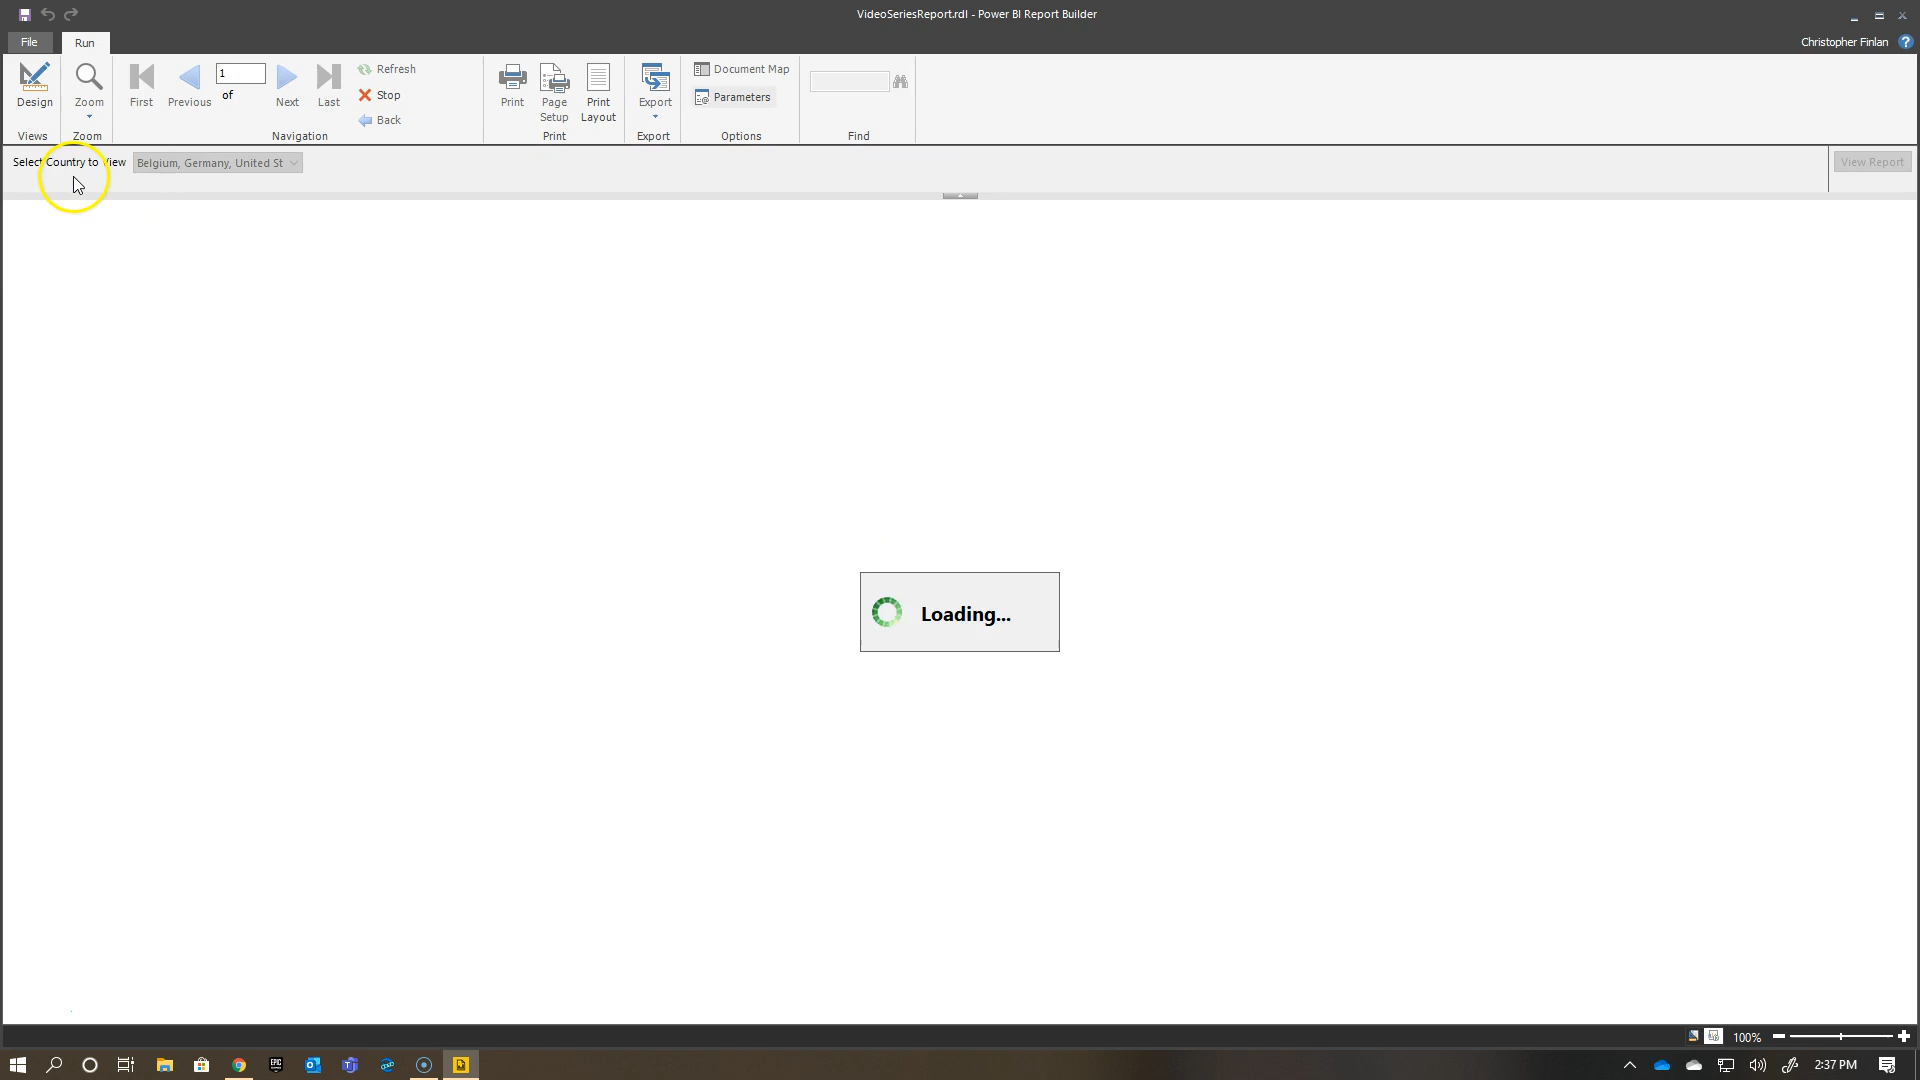 VideoSeriesReport.rdl - Power BI Report Builder
File
Run
Christopher Finlan
?
Design
Zoom
First
Previous
1
of
Next
Last
Refresh
Stop
Back
Print
Page Setup
Print Layout
Export
Document Map
Parameters
Views
Zoom
Navigation
Print
Export
Options
Find
Select Country to View
Belgium, Germany, United St
View Report
Loading...
100%
EPIC
2:37 PM